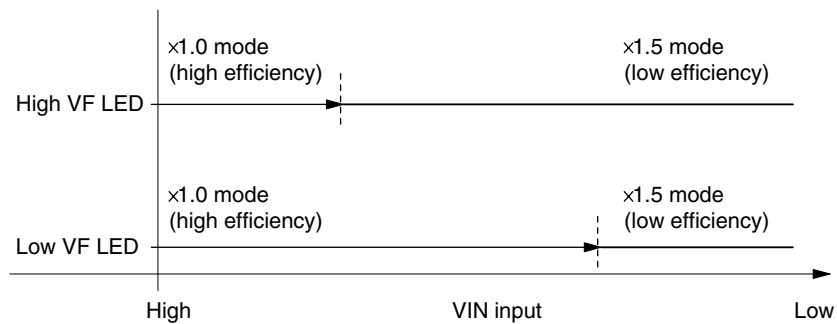 ×1.0 mode
(high efficiency)
×1.5 mode
(low efficiency)
High VF LED
×1.0 mode
(high efficiency)
×1.5 mode
(low efficiency)
Low VF LED
High
VIN input
Low